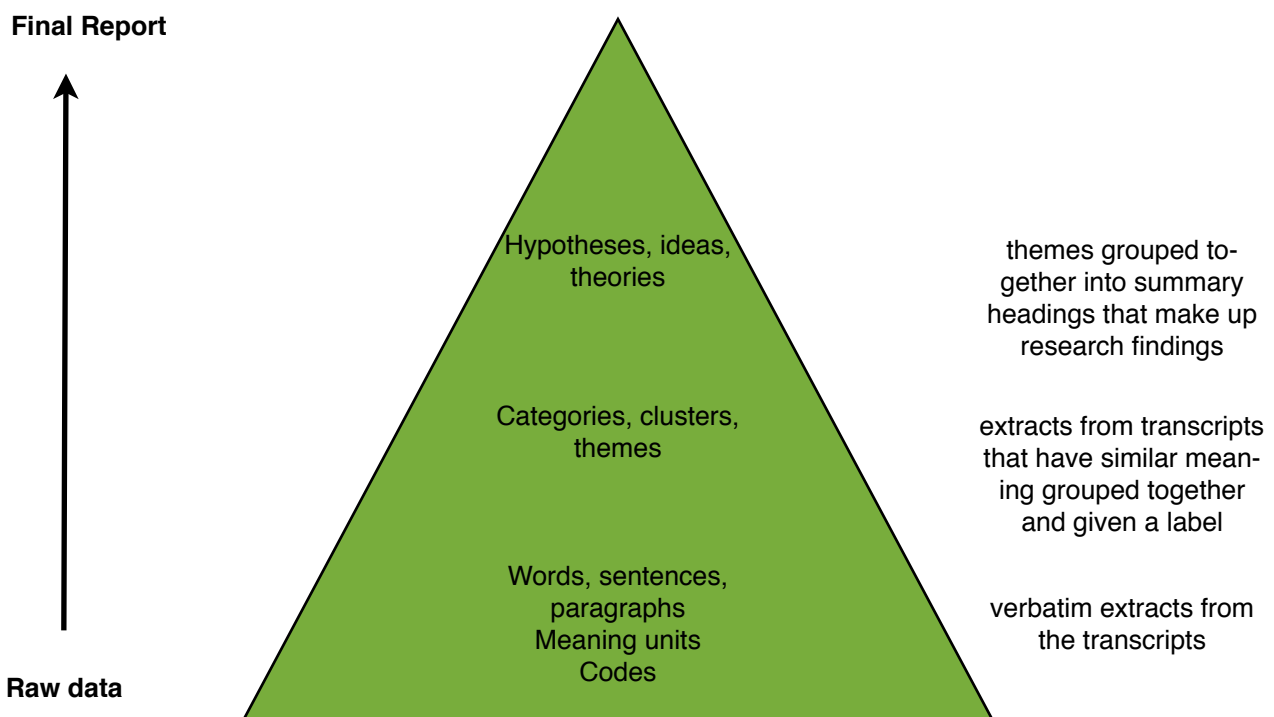 Final Report
Hypotheses, ideas,
theories
themes grouped to-
gether into summary
headings that make up
research findings
Categories, clusters,
themes
extracts from transcripts
that have similar mean-
ing grouped together
and given a label
Words, sentences,
paragraphs
Meaning units
Codes
verbatim extracts from
the transcripts
Raw data